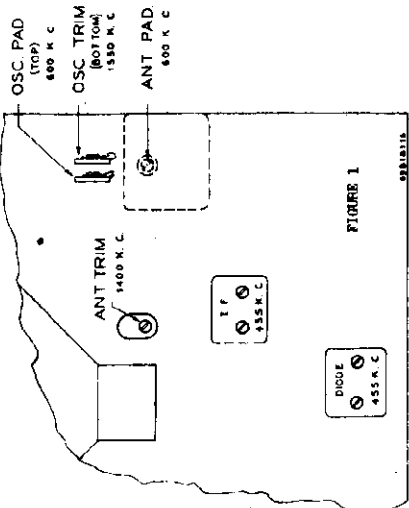 OSC. PAD
(TOP)
600 K C
OSC. TRIM
(BOTTOM)
1550 K. C
ANT PAD.
600 K. C
ANT TRIM
1400 K. C.
I F
455 K. C
DIODE
455 K. C
FIGURE 1